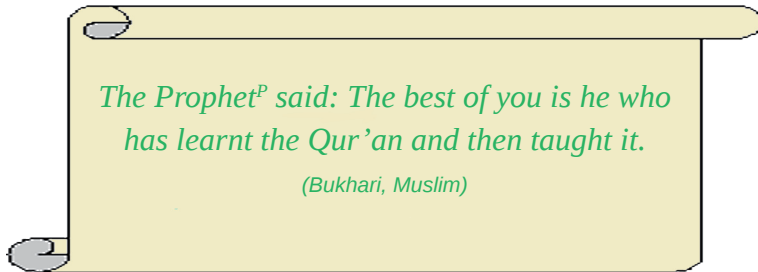 The Prophetᴾ said: The best of you is he who
has learnt the Qur’an and then taught it.
(Bukhari, Muslim)